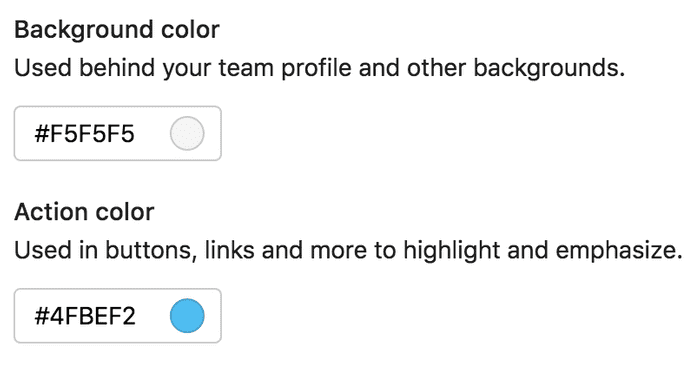 Background color
Used behind your team profile and other backgrounds.
#F5F5F5
Action color
Used in buttons, links and more to highlight and emphasize.
#4FBEF2